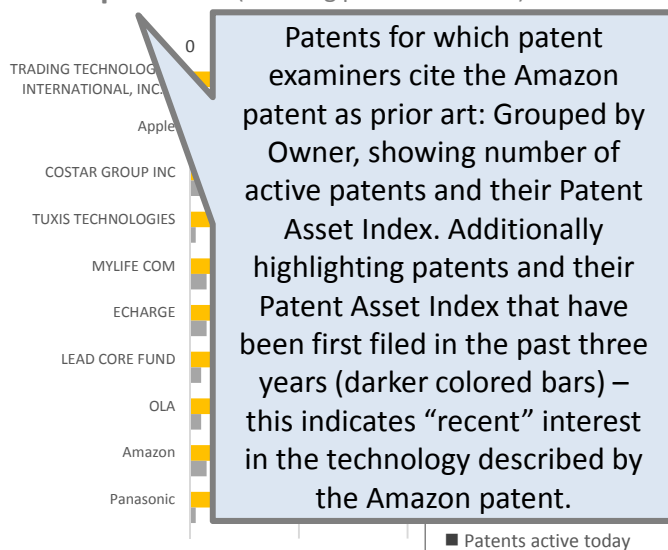 0
TRADING TECHNOLOG
INTERNATIONAL, INC.
Apple
COSTAR GROUP INC
TUXIS TECHNOLOGIES
MYLIFE COM
ECHARGE
LEAD CORE FUND
OLA
Amazon
Panasonic
Patents for which patent
examiners cite the Amazon
patent as prior art: Grouped by
Owner, showing number of
active patents and their Patent
Asset Index. Additionally
highlighting patents and their
Patent Asset Index that have
been first filed in the past three
years (darker colored bars) –
this indicates “recent” interest
in the technology described by
the Amazon patent.
Patents active today